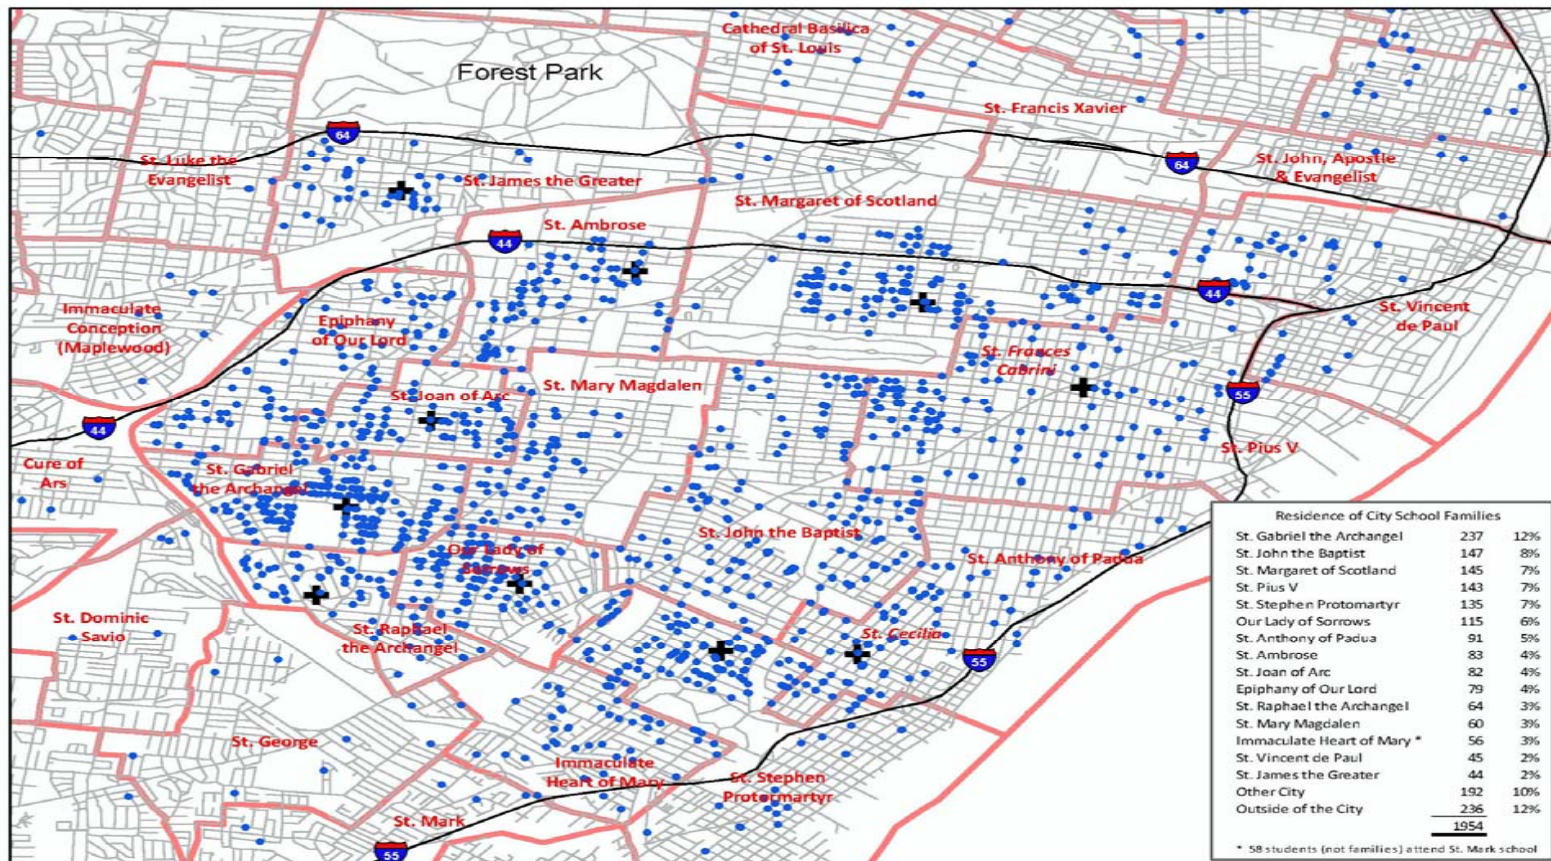 Cathedral Basilica
of St. Louis
Forest Park
St. Francis Xavier
64
St. Luke the
Evangelist
64
St. John, Apostle
& Evangelist
St. James the Greater
St. Margaret of Scotland
St. Ambrose
44
44
Immaculate
Conception
(Maplewood)
Epiphany
of Our Lord
St. Vincent
de Paul
St. Frances
Cabrini
St. Mary Magdalen
St. Joan of Arc
55
44
Cure of
Ars
St. Gabriel
the Archangel
St. Pius V
St. John the Baptist
Our Lady of
Sorrows
St. Anthony of Padua
St. Dominic
Savio
St. Raphael
the Archangel
St. Cecilia
55
St. George
Immaculate
Heart of Mary
St. Stephen
Protomartyr
St. Mark
55
Residence of City School Families
St. Gabriel the Archangel 237 12%
St. John the Baptist 147 8%
St. Margaret of Scotland 145 7%
St. Pius V 143 7%
St. Stephen Protomartyr 135 7%
Our Lady of Sorrows 115 6%
St. Anthony of Padua 91 5%
St. Ambrose 83 4%
St. Joan of Arc 82 4%
Epiphany of Our Lord 79 4%
St. Raphael the Archangel 64 3%
St. Mary Magdalen 60 3%
Immaculate Heart of Mary * 56 3%
St. Vincent de Paul 45 2%
St. James the Greater 44 2%
Other City 192 10%
Outside of the City 236 12%
1954
* 58 students (not families) attend St. Mark school